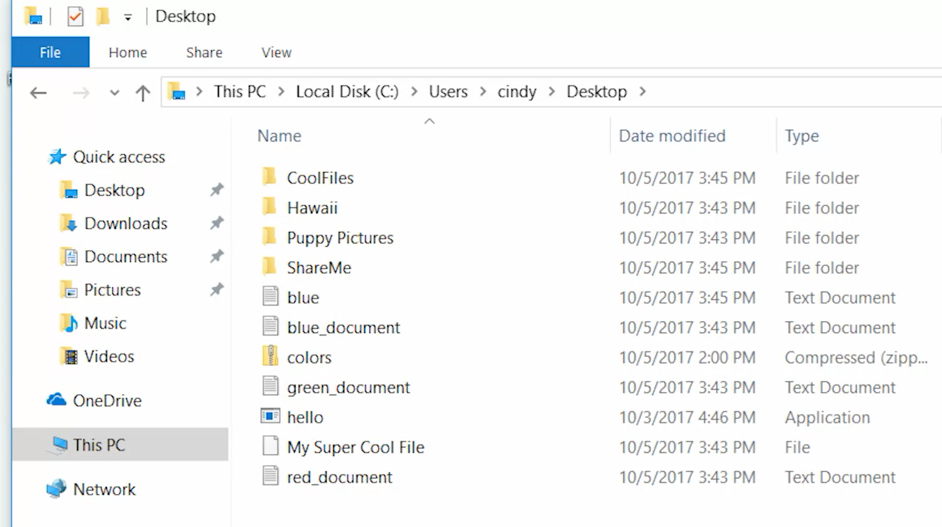 Desktop
File Home Share View
This PC Local Disk (C:) Users cindy Desktop
Name Date modified Type
Quick access
Desktop
Downloads
Documents
Pictures
Music
Videos
OneDrive
This PC
Network
CoolFiles 10/5/2017 3:45 PM File folder
Hawaii 10/5/2017 3:43 PM File folder
Puppy Pictures 10/5/2017 3:43 PM File folder
ShareMe 10/5/2017 3:45 PM File folder
blue 10/5/2017 3:45 PM Text Document
blue_document 10/5/2017 3:43 PM Text Document
colors 10/5/2017 2:00 PM Compressed (zipp...
green_document 10/5/2017 3:43 PM Text Document
hello 10/3/2017 4:46 PM Application
My Super Cool File 10/5/2017 3:43 PM File
red_document 10/5/2017 3:43 PM Text Document